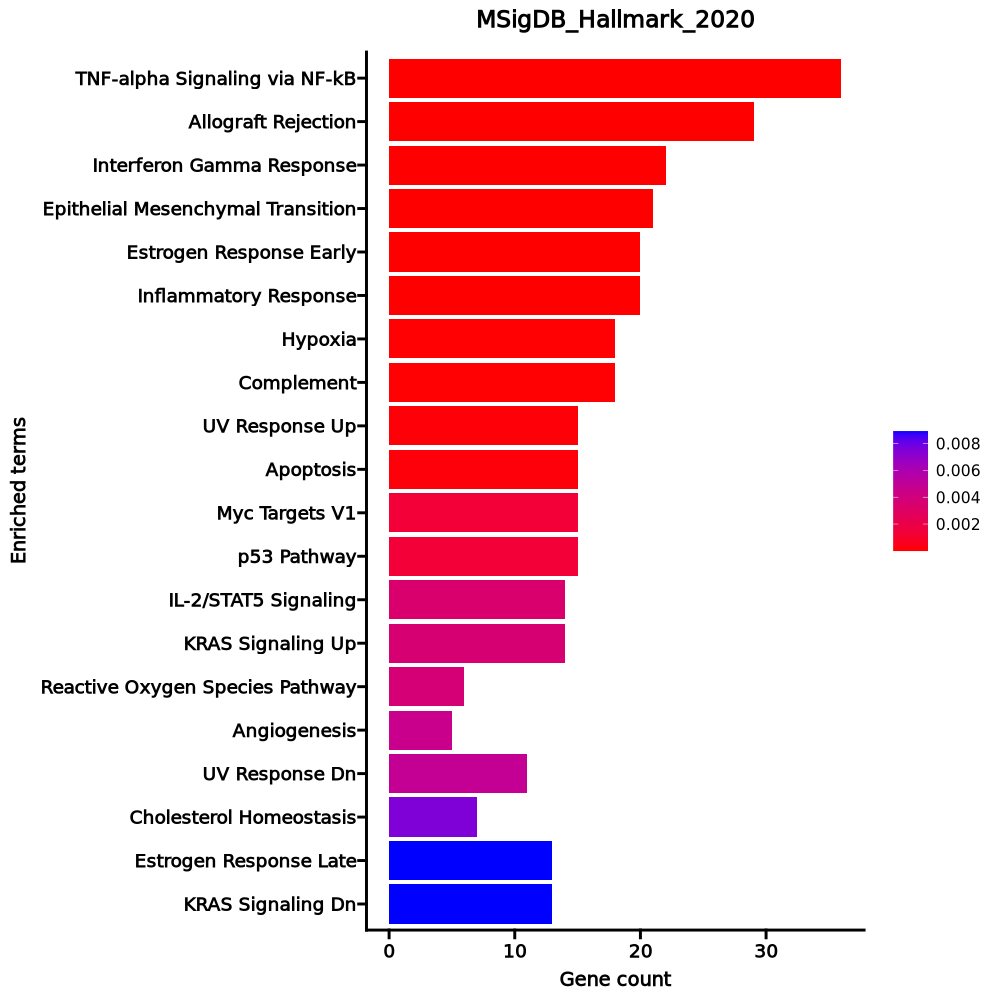 MSigDB_Hallmark_2020
TNF-alpha Signaling via NF-kB
Allograft Rejection
Interferon Gamma Response
Epithelial Mesenchymal Transition
Estrogen Response Early
Inflammatory Response
Hypoxia
Complement
UV Response Up
Apoptosis
Myc Targets V1
p53 Pathway
IL-2/STAT5 Signaling
KRAS Signaling Up
Reactive Oxygen Species Pathway
Angiogenesis
UV Response Dn
Cholesterol Homeostasis
Estrogen Response Late
KRAS Signaling Dn
Enriched terms
0 10 20 30
Gene count
0.008
0.006
0.004
0.002